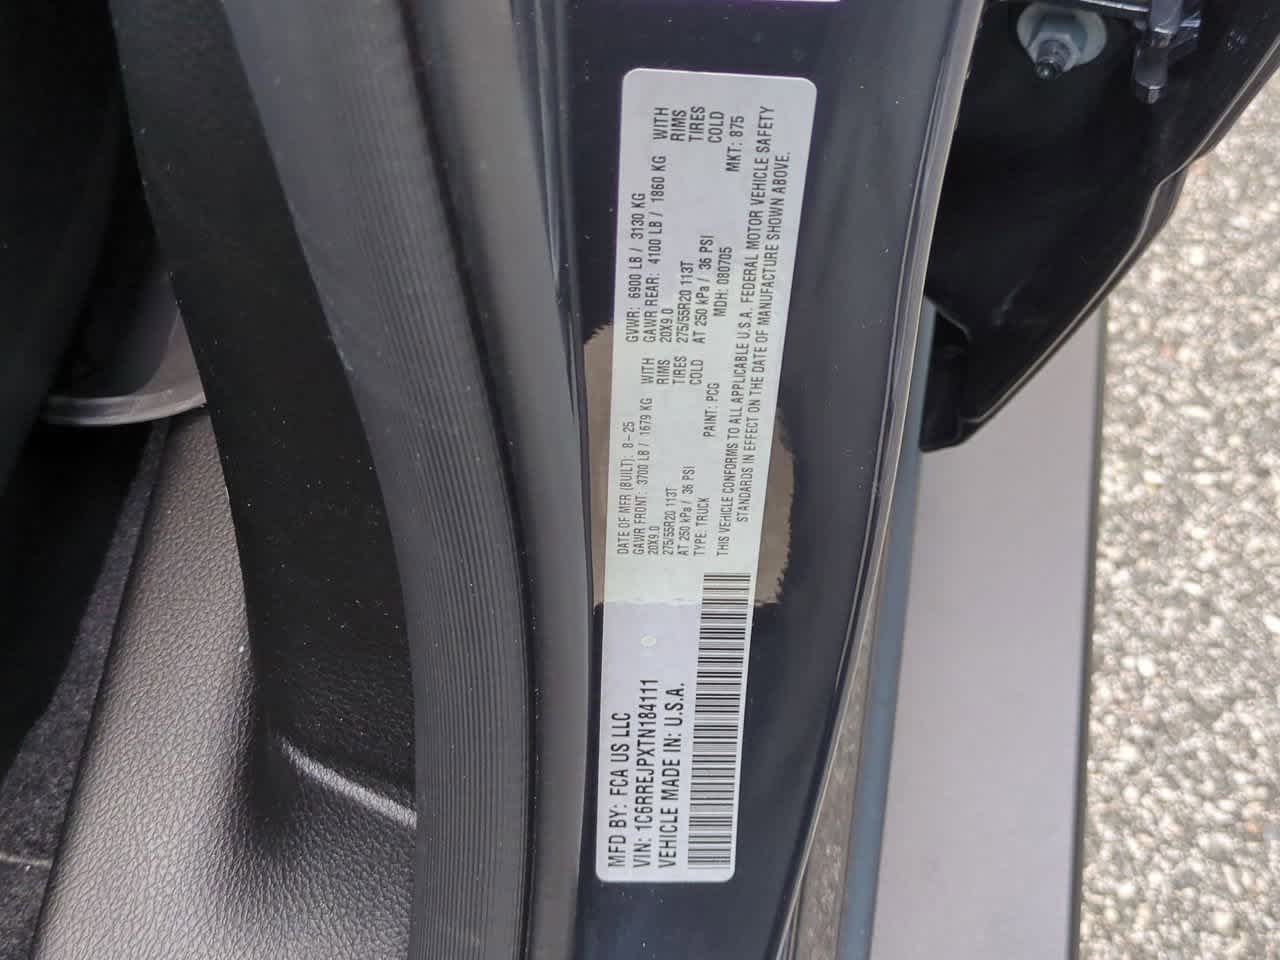 MFD BY: FCA US LLC
VIN: 1C6RREJPXTN184111
VEHICLE MADE IN: U.S.A.
DATE OF MFR (BUILT): 8-25 GVWR: 6900 LB / 3130 KG
GAWR FRONT: 3700 LB / 1679 KG WITH GAWR REAR: 4100 LB / 1860 KG WITH
20X9.0 RIMS 20X9.0 RIMS
275/55R20 113T TIRES 275/55R20 113T TIRES
AT 250 kPa / 36 PSI COLD AT 250 kPa / 36 PSI COLD
TYPE: TRUCK PAINT: PCG MDH: 080705 MKT: 875
THIS VEHICLE CONFORMS TO ALL APPLICABLE U.S.A. FEDERAL MOTOR VEHICLE SAFETY
STANDARDS IN EFFECT ON THE DATE OF MANUFACTURE SHOWN ABOVE.